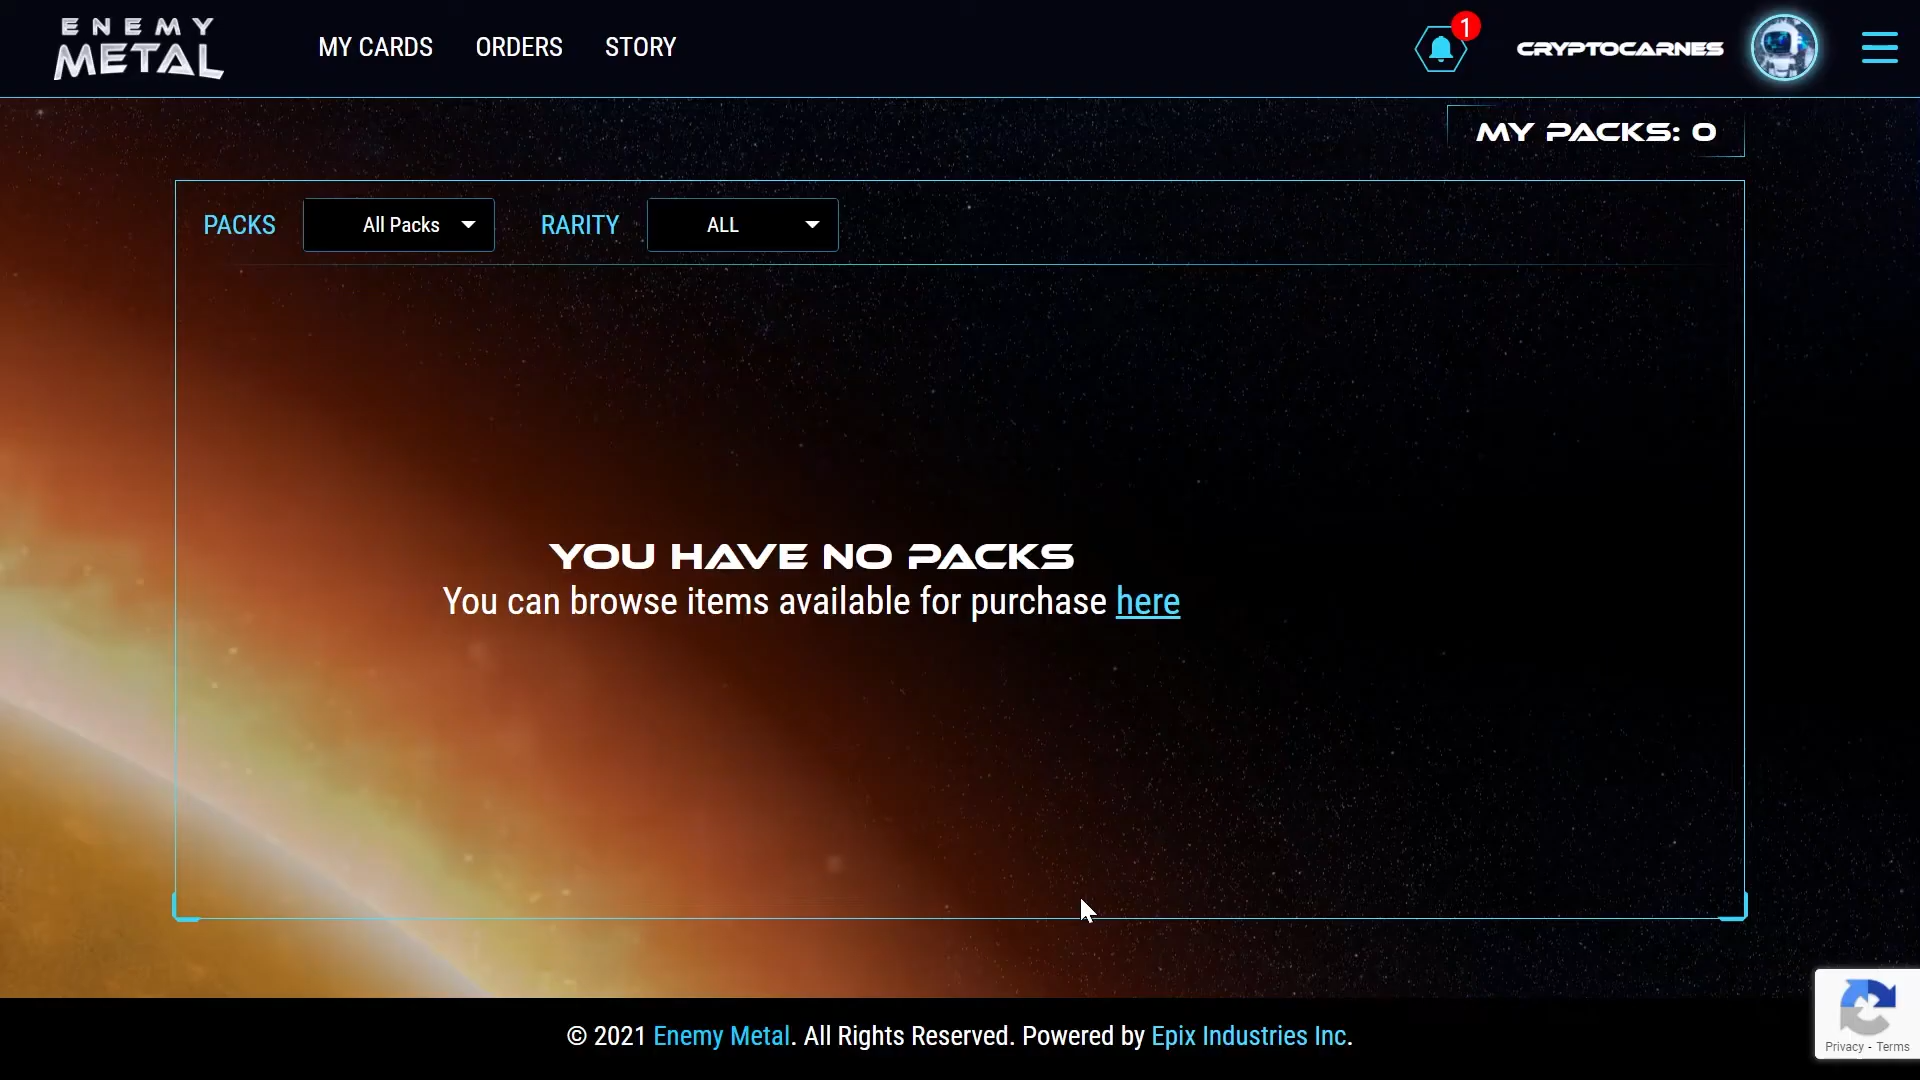 ENEMY
METAL
MY CARDS ORDERS STORY
1
CRYPTOCARNES
MY PACKS: 0
PACKS All Packs RARITY ALL
YOU HAVE NO PACKS
You can browse items available for purchase here
© 2021 Enemy Metal. All Rights Reserved. Powered by Epix Industries Inc.
Privacy - Terms